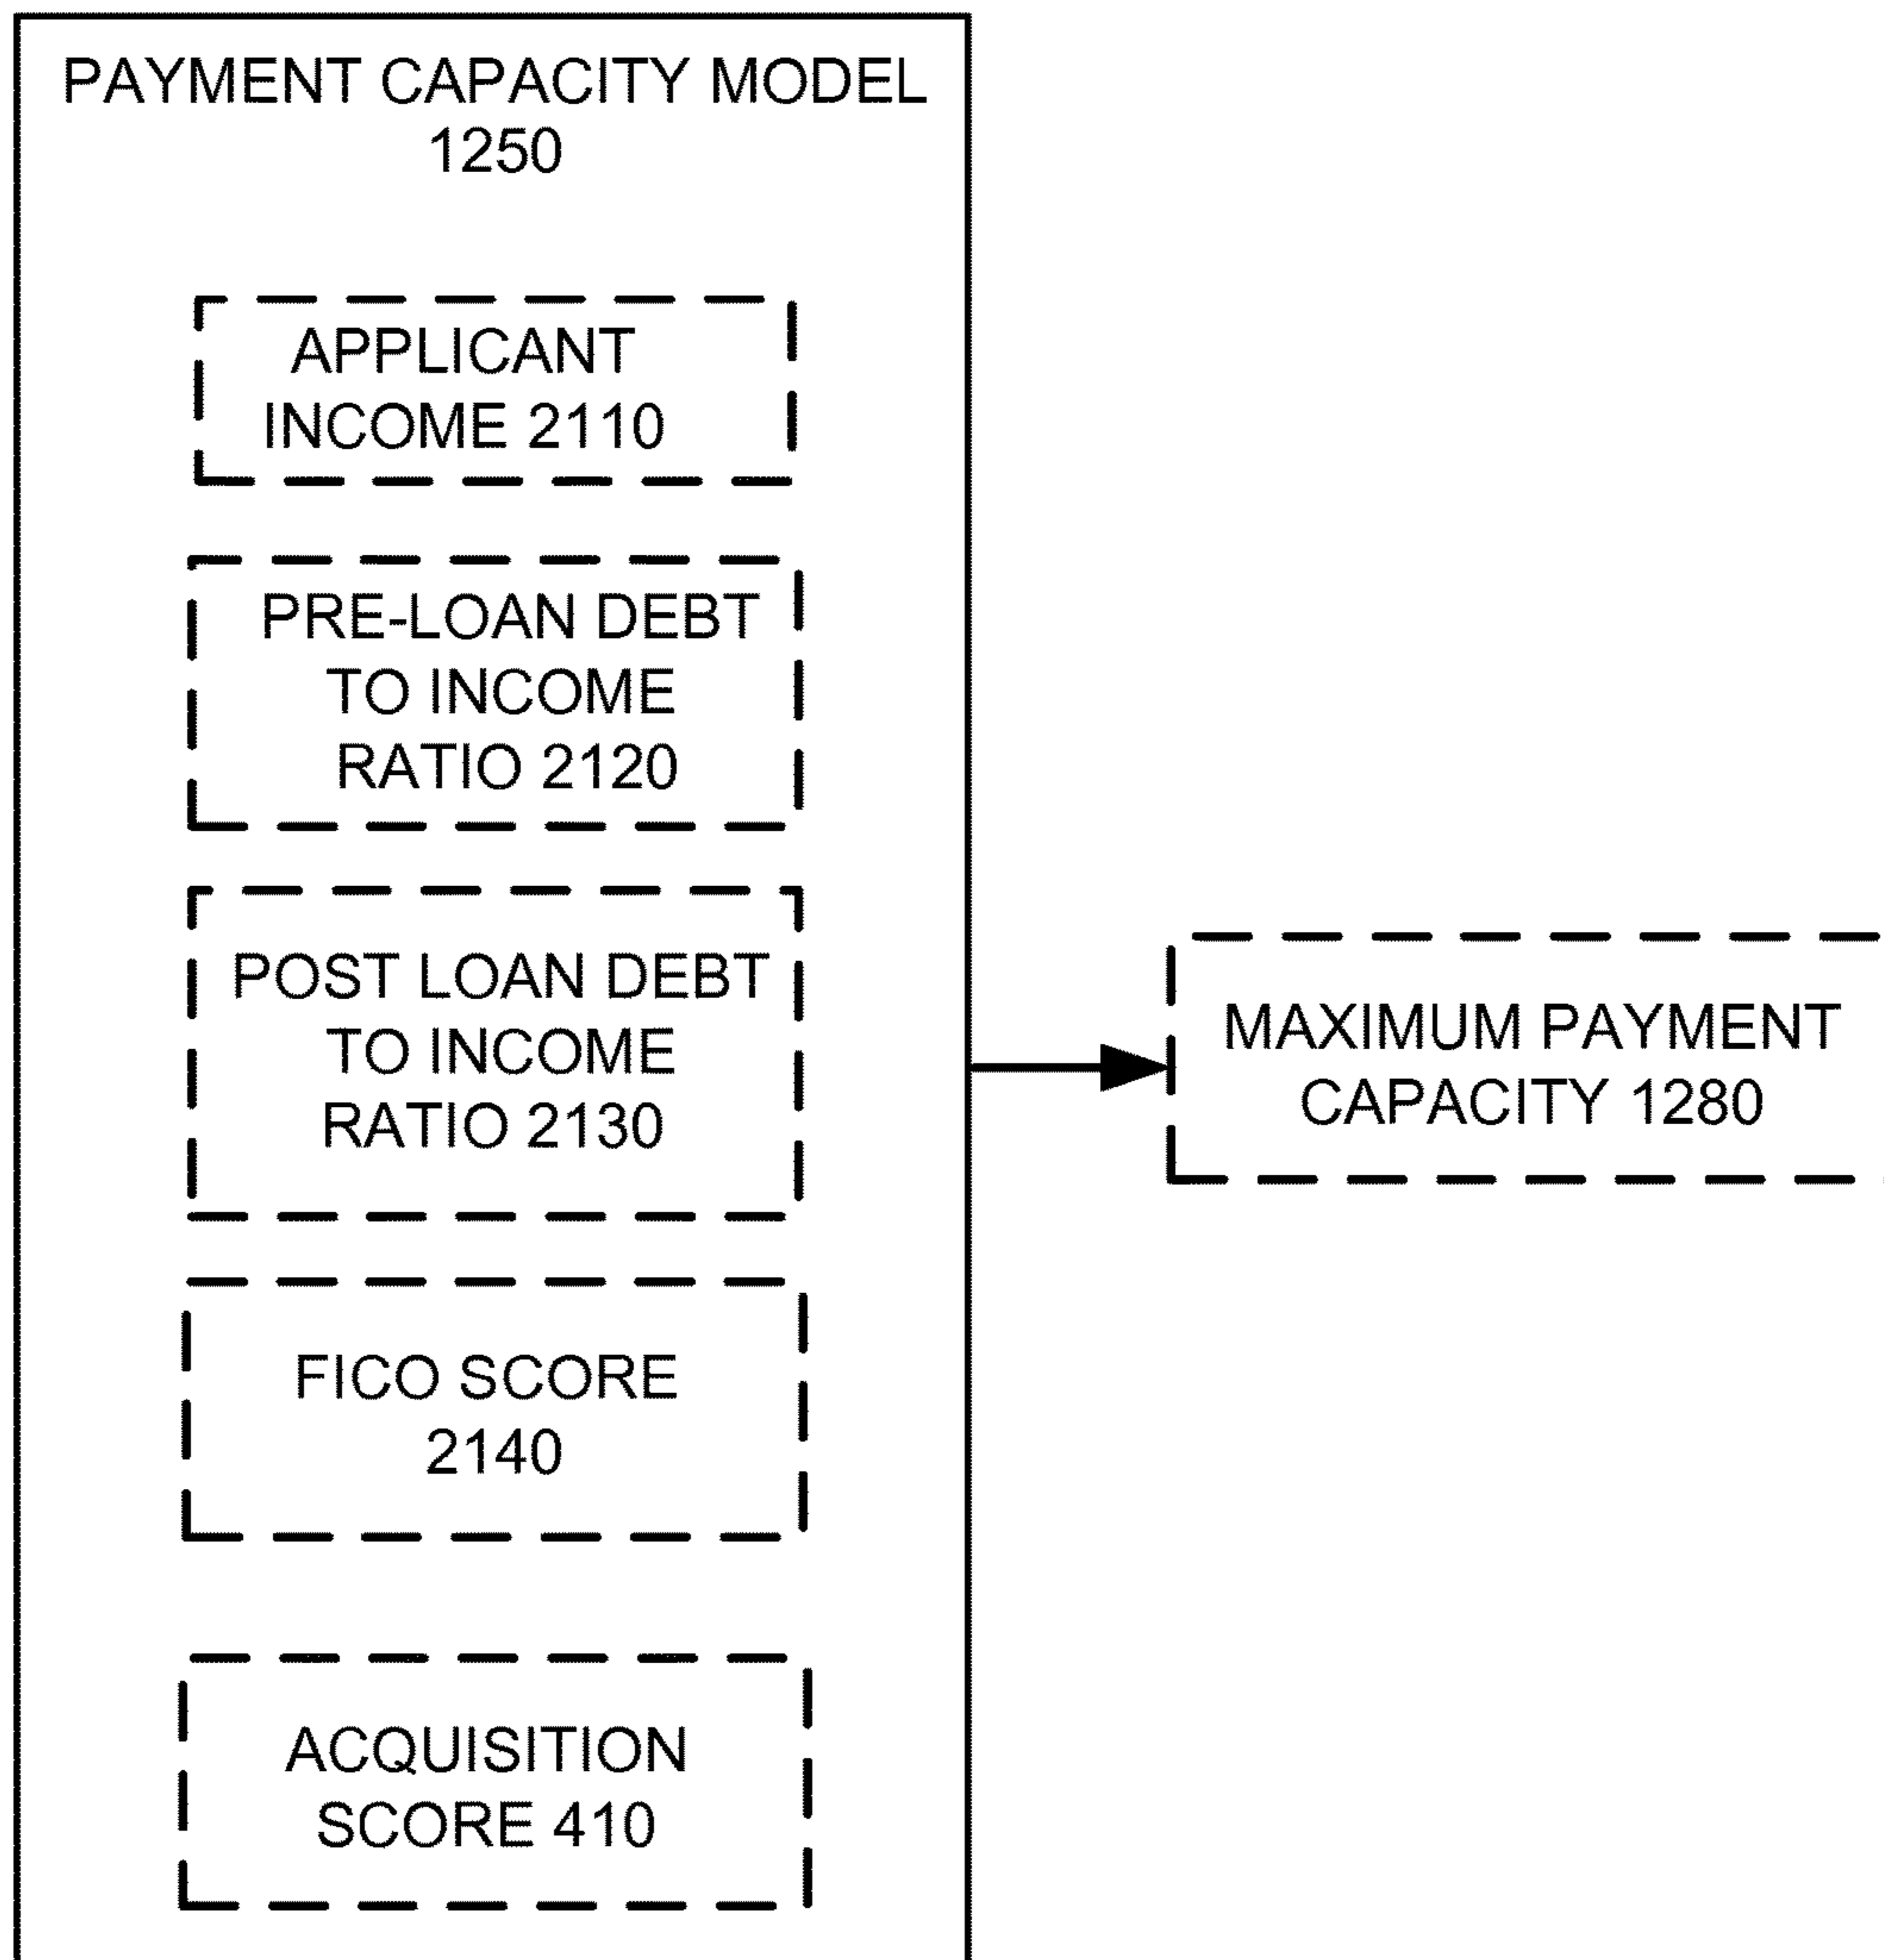 PAYMENT CAPACITY MODEL
1250
APPLICANT
INCOME 2110
PRE-LOAN DEBT
TO INCOME
RATIO 2120
POST LOAN DEBT
TO INCOME
RATIO 2130
FICO SCORE
2140
ACQUISITION
SCORE 410
MAXIMUM PAYMENT
CAPACITY 1280